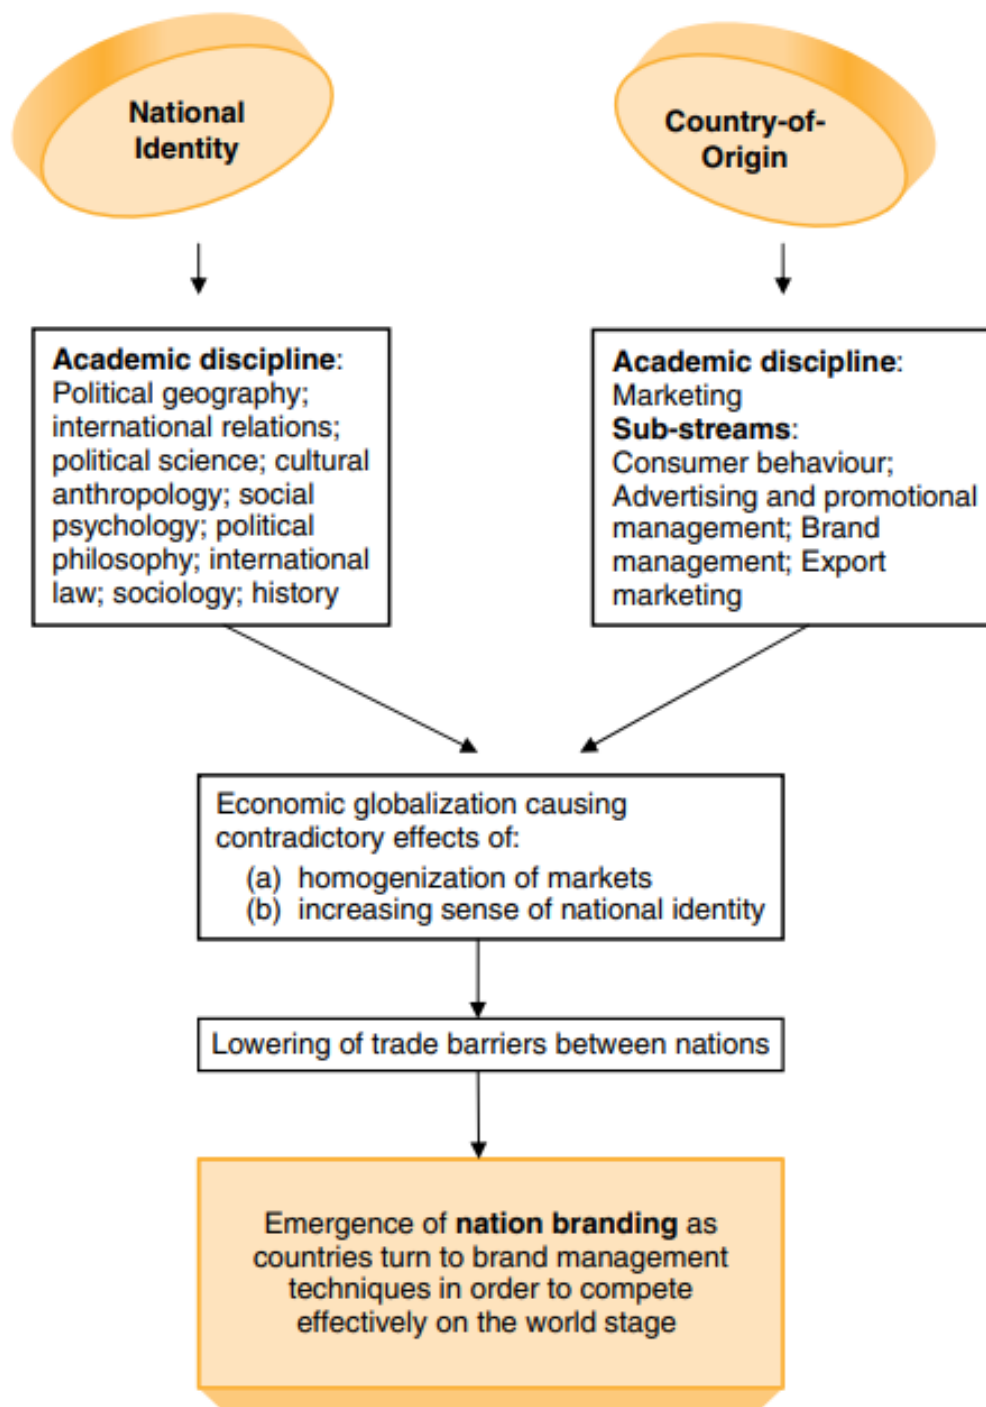 National
Identity
Country-of-
Origin
Academic discipline:
Political geography;
international relations;
political science; cultural
anthropology; social
psychology; political
philosophy; international
law; sociology; history
Academic discipline:
Marketing
Sub-streams:
Consumer behaviour;
Advertising and promotional
management; Brand
management; Export
marketing
Economic globalization causing
contradictory effects of:
(a) homogenization of markets
(b) increasing sense of national identity
Lowering of trade barriers between nations
Emergence of nation branding as
countries turn to brand management
techniques in order to compete
effectively on the world stage